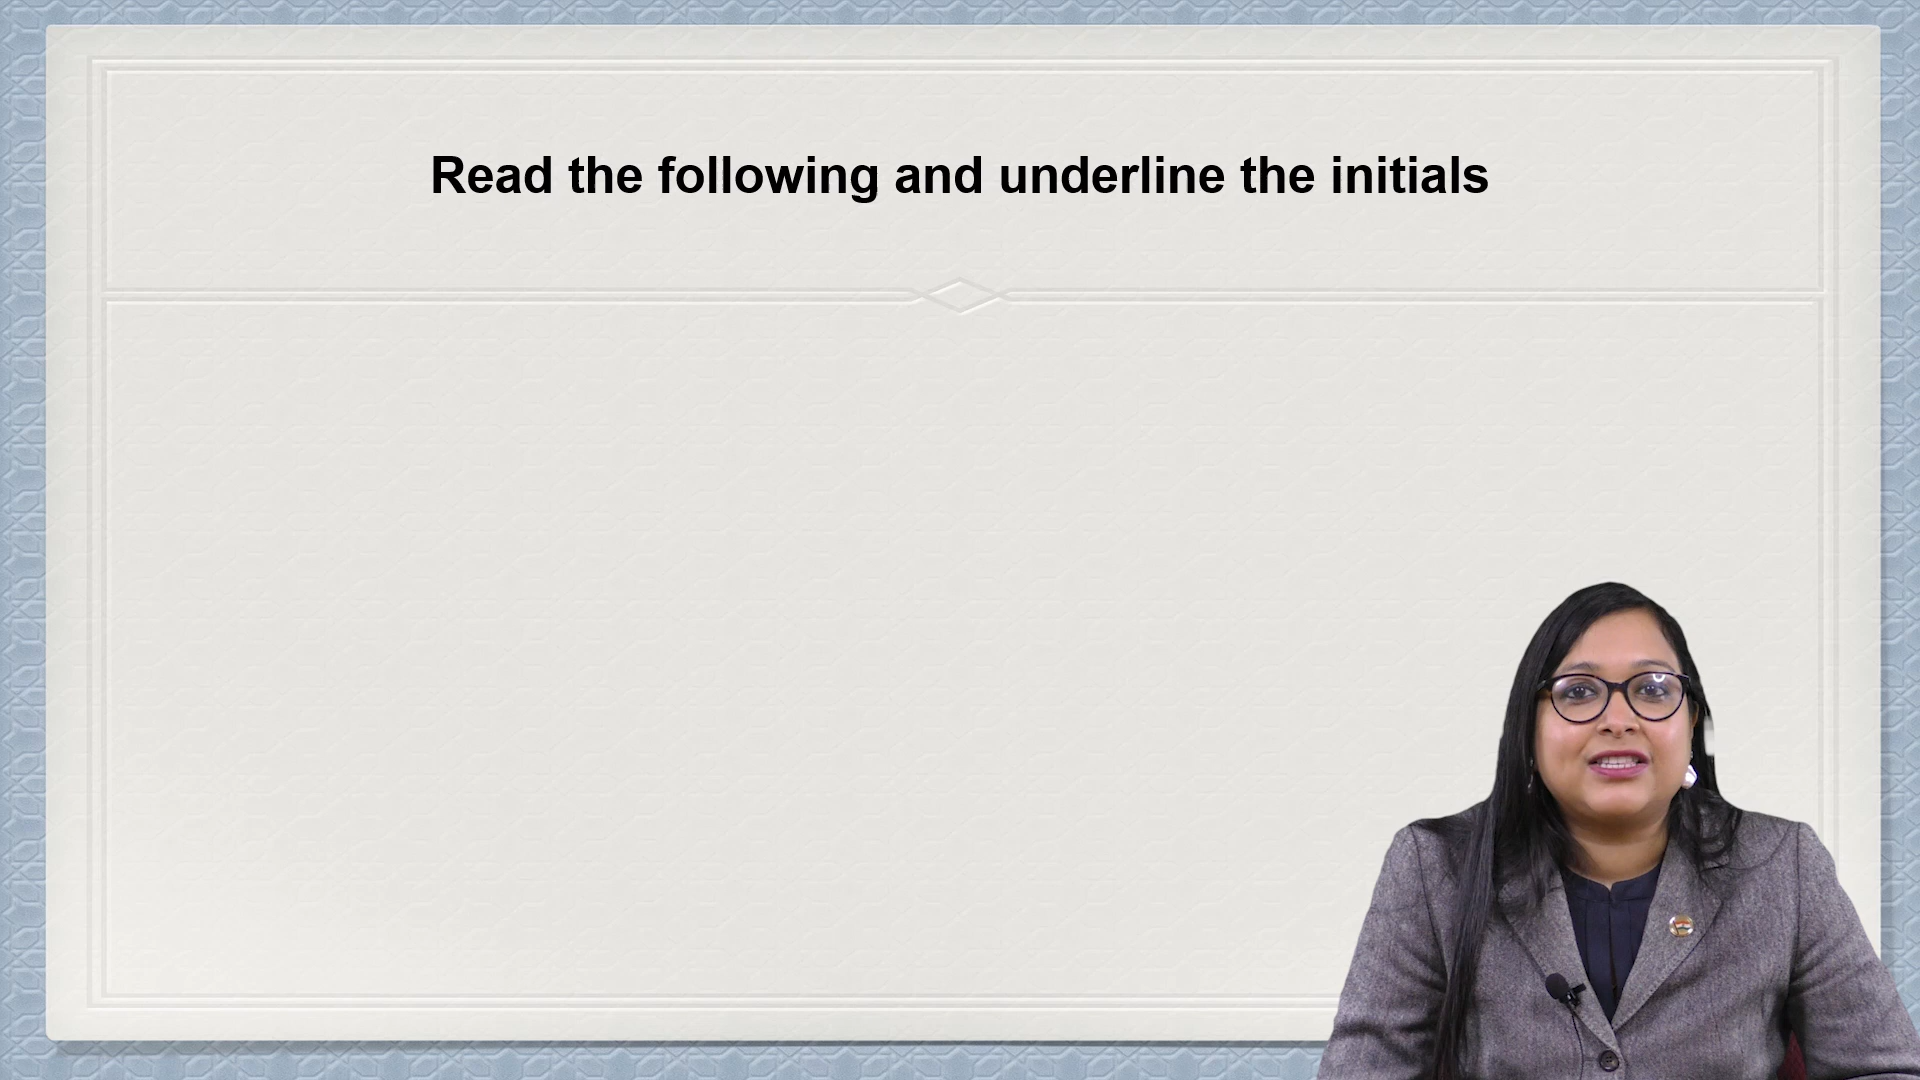 Read the following and underline the initials